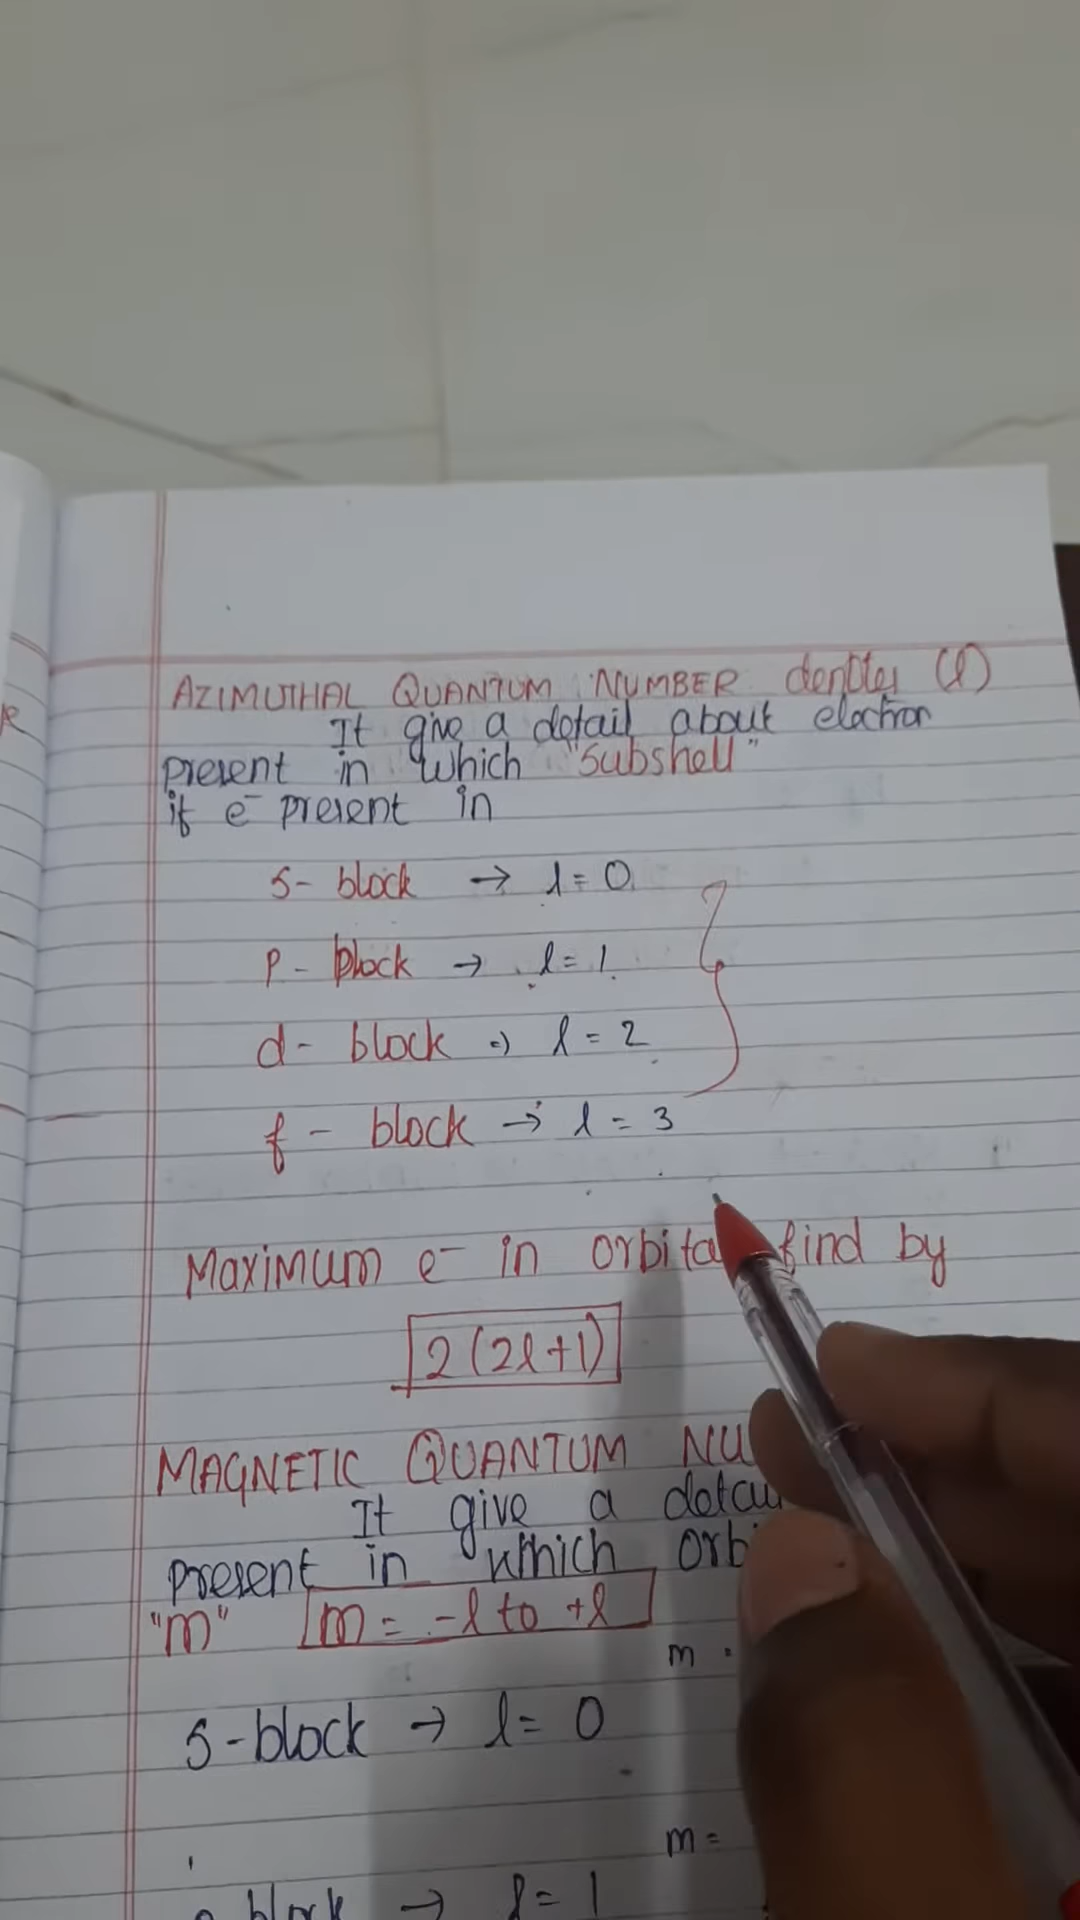 AZIMUTHAL QUANTUM NUMBER denotes (l)
It give a detail about electron
present in which "Subshell"
if e⁻ present in
s- block → l = 0
p - block → l = 1
d - block ⇒ l = 2
f - block → l = 3
Maximum e⁻ in orbital find by
2(2l+1)
MAGNETIC QUANTUM NU
It give a detail
present in which orb
"m" m = -l to +l
m =
s-block → l = 0
m =
block → l = 1